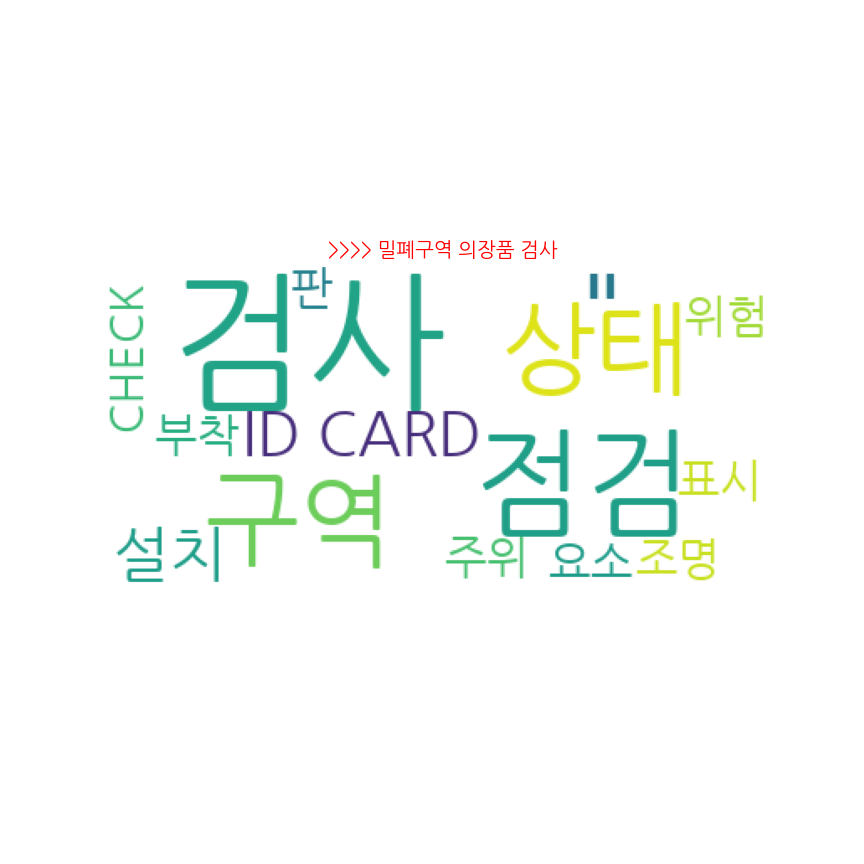 >>>> 밀폐구역 의장품 검사
검사
판
상태
"
위험
CHECK
부착
ID CARD
점검
표시
구역
설치
주위
요소
조명